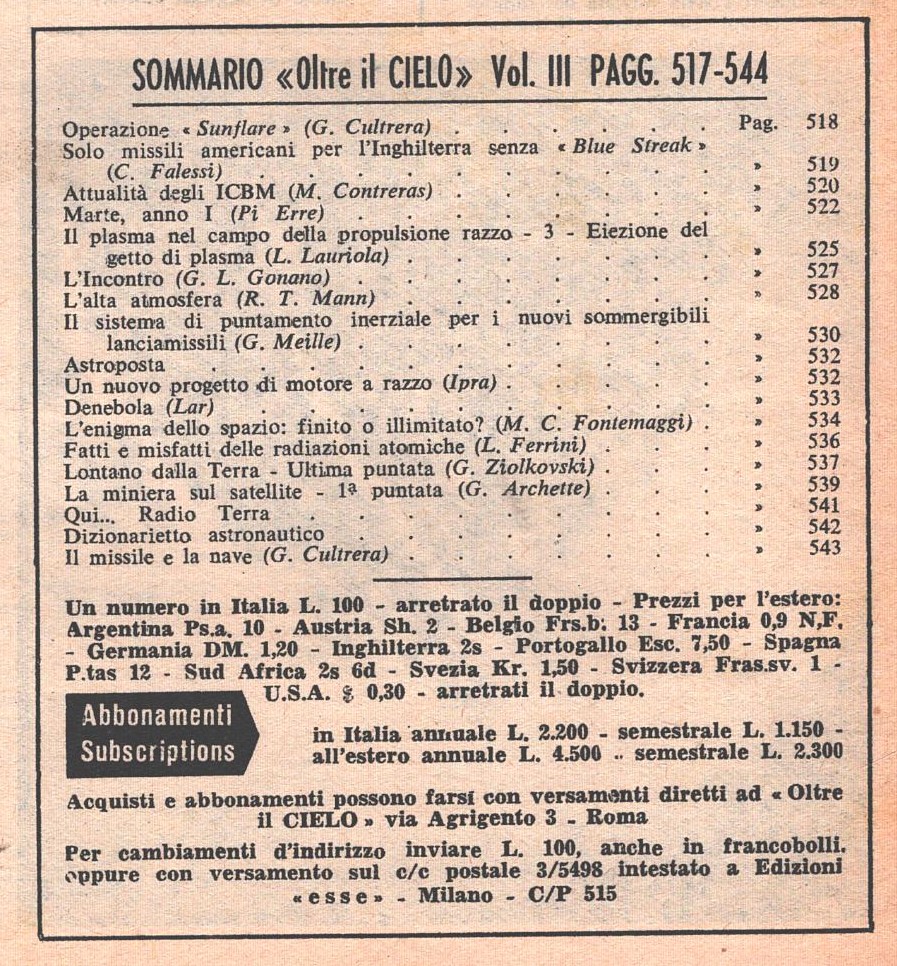 SOMMARIO «Oltre il CIELO» Vol. III PAGG. 517-544
Operazione « Sunflare » (G. Cultrera) . . . . . . Pag. 518
Solo missili americani per l'Inghilterra senza « Blue Streak »
(C. Falessi) . . . . . . . . . . » 519
Attualità degli ICBM (M. Contreras) . . . . . . » 520
Marte, anno I (Pi Erre) . . . . . . . . » 522
Il plasma nel campo della propulsione razzo - 3 - Eiezione del
getto di plasma (L. Lauriola) . . . . . . . » 525
L'Incontro (G. L. Gonano) . . . . . . . . » 527
L'alta atmosfera (R. T. Mann) . . . . . . . » 528
Il sistema di puntamento inerziale per i nuovi sommergibili
lanciamissili (G. Meille) . . . . . . . . » 530
Astroposta . . . . . . . . . . . » 532
Un nuovo progetto di motore a razzo (Ipra) . . . . . » 532
Denebola (Lar) . . . . . . . . . . » 533
L'enigma dello spazio: finito o illimitato? (M. C. Fontemaggi) . » 534
Fatti e misfatti delle radiazioni atomiche (L. Ferrini) . . . » 536
Lontano dalla Terra - Ultima puntata (G. Ziolkovski) . . . » 537
La miniera sul satellite - 1ª puntata (G. Archette) . . . » 539
Qui... Radio Terra . . . . . . . . . » 541
Dizionarietto astronautico . . . . . . . . » 542
Il missile e la nave (G. Cultrera) . . . . . . . » 543
Un numero in Italia L. 100 - arretrato il doppio - Prezzi per l'estero:
Argentina Ps.a. 10 - Austria Sh. 2 - Belgio Frs.b. 13 - Francia 0,9 N,F.
- Germania DM. 1,20 - Inghilterra 2s - Portogallo Esc. 7,50 - Spagna
P.tas 12 - Sud Africa 2s 6d - Svezia Kr. 1,50 - Svizzera Fras.sv. 1 -
U.S.A. $ 0,30 - arretrati il doppio.
Abbonamenti
Subscriptions
in Italia annuale L. 2.200 - semestrale L. 1.150 -
all'estero annuale L. 4.500 .. semestrale L. 2.300
Acquisti e abbonamenti possono farsi con versamenti diretti ad « Oltre
il CIELO » via Agrigento 3 - Roma
Per cambiamenti d'indirizzo inviare L. 100, anche in francobolli.
oppure con versamento sul c/c postale 3/5498 intestato a Edizioni
« esse » - Milano - C/P 515